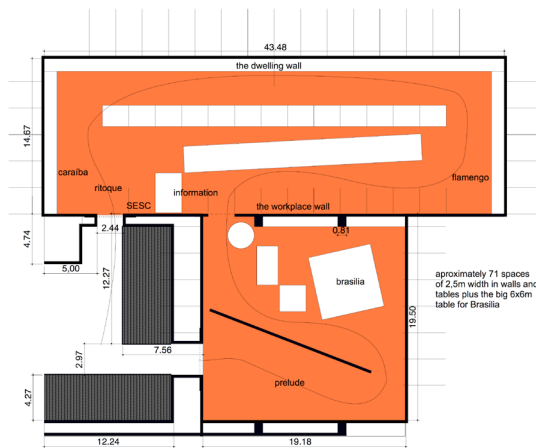 43.48
the dwelling wall
14.67
caraíba
ritoque
SESC
information
flamengo
the workplace wall
4.74
2.44
0.81
5,00
12.27
brasilia
aproximately 71 spaces
of 2,5m width in walls and
tables plus the big 6x6m
table for Brasilia
19.50
7.56
2.97
prelude
4.27
12.24
19.18